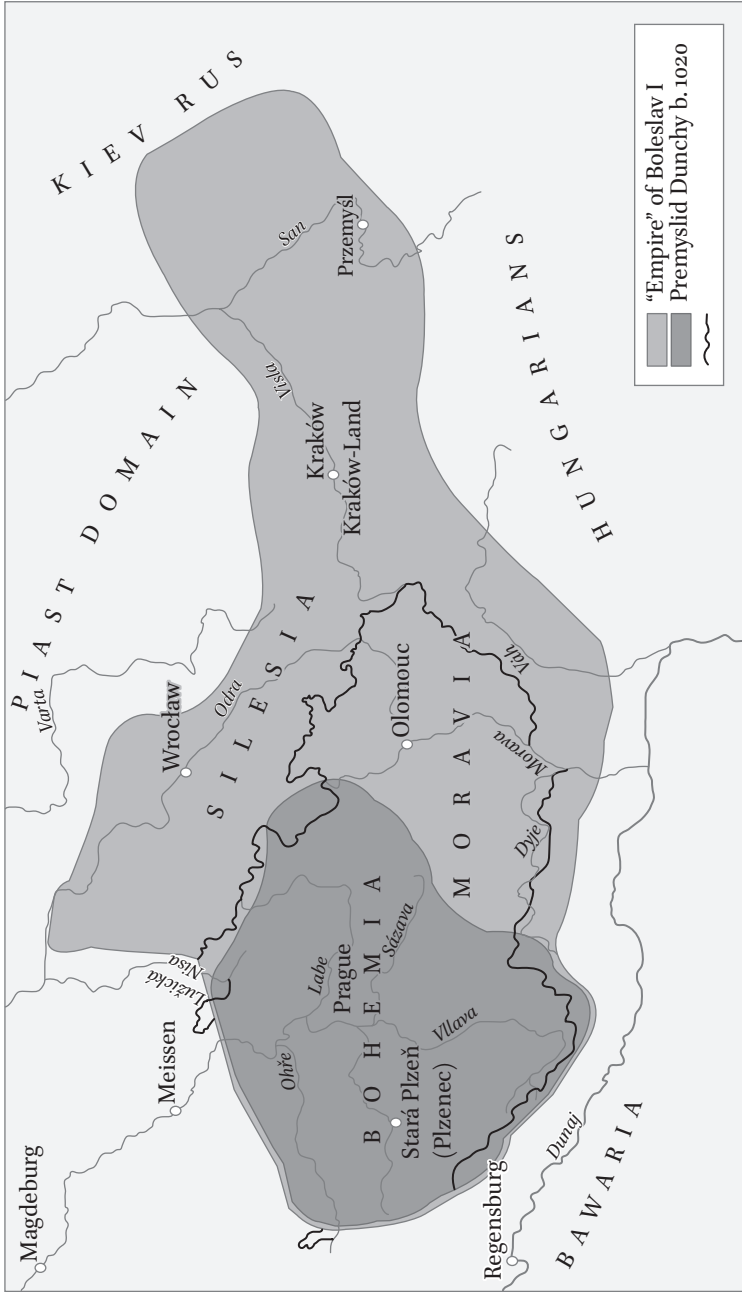 Magdeburg
Meissen
Lužická
Nisa
Varta
PIAST DOMAIN
KIEV RUS
Wrocław
Odra
SILESIA
Visla
San
Przemyśl
Kraków
Kraków-Land
Ohře
Labe
Prague
BOHEMIA
Sázava
Stará Plzeň
(Plzenec)
Vllava
Olomouc
MORAVIA
Morava
Dyje
Váh
HUNGARIANS
Regensburg
Dunaj
BAWARIA
“Empire” of Boleslav I
Premyslid Dunchy b. 1020